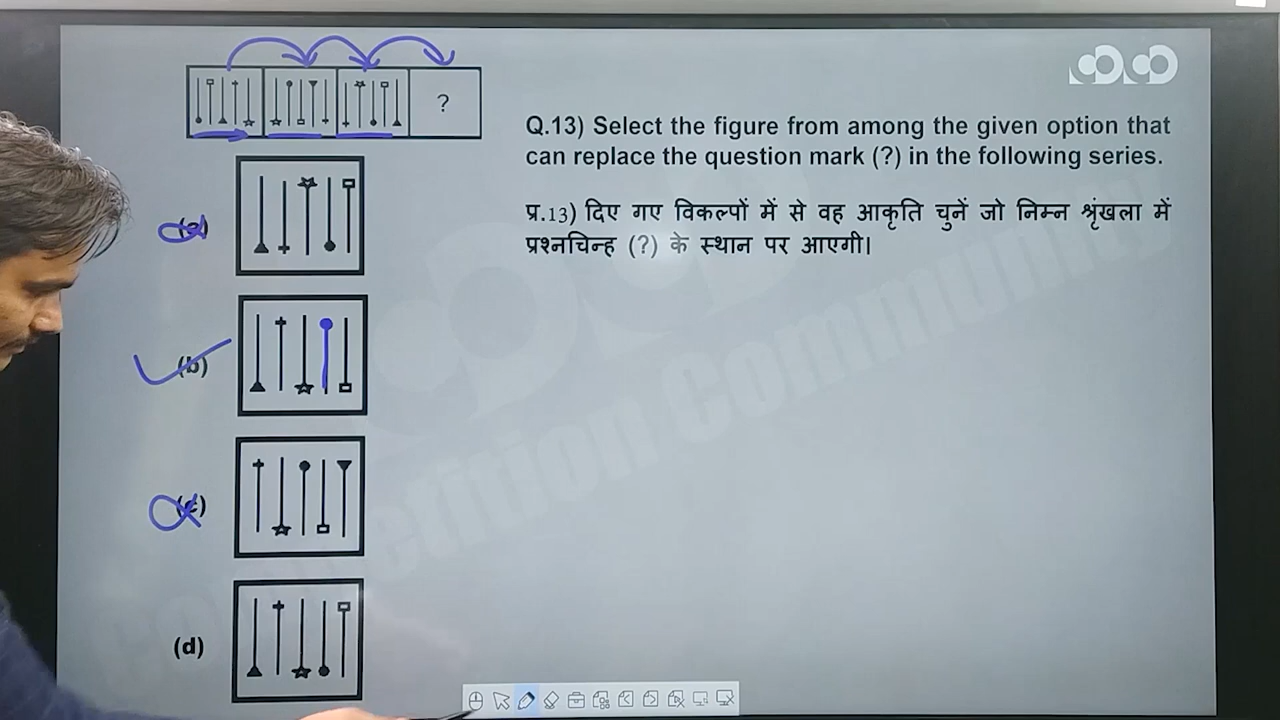 ?
Q.13) Select the figure from among the given option that
can replace the question mark (?) in the following series.
प्र.13) दिए गए विकल्पों में से वह आकृति चुनें जो निम्न श्रृंखला में
प्रश्नचिन्ह (?) के स्थान पर आएगी।
(b)
(c)
(d)